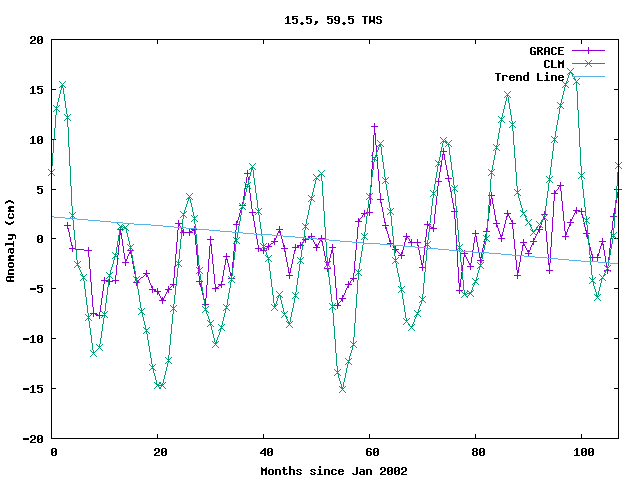 15.5, 59.5 TWS
GRACE
CLM
Trend Line
Anomaly (cm)
20
15
10
5
0
-5
-10
-15
-20
0 20 40 60 80 100
Months since Jan 2002